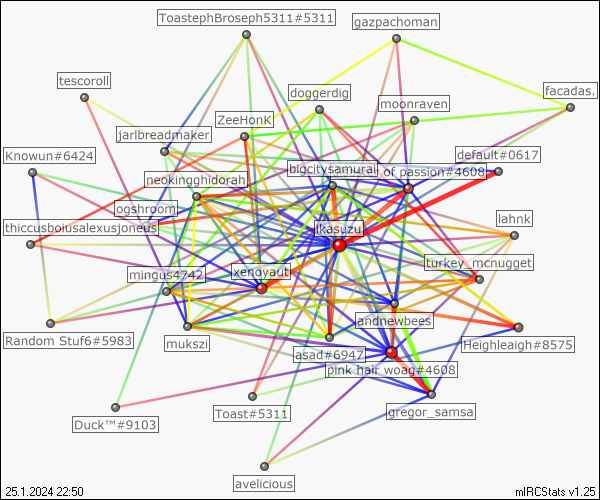 ToastephBroseph5311#5311
gazpachoman
tescoroll
doggerdig
facadas.
moonraven
ZeeHonK
jarlbreadmaker
Knowun#6424
default#0617
bigcitysamurai
of passion#4608
neokingghidorah
ogshroom
lahnk
thiccusboiusalexusjoneus
ikasuzu
turkey_mcnugget
mingus4742
xenoyaut
jandnewbees
Random Stuf6#5983
mukszi
Heighleigh#8575
asad#6947
pink hair woag#4608
gregor_samsa
Duck™#9103
Toast#5311
avelicious
25.1.2024 22:50
mIRCStats v1.25